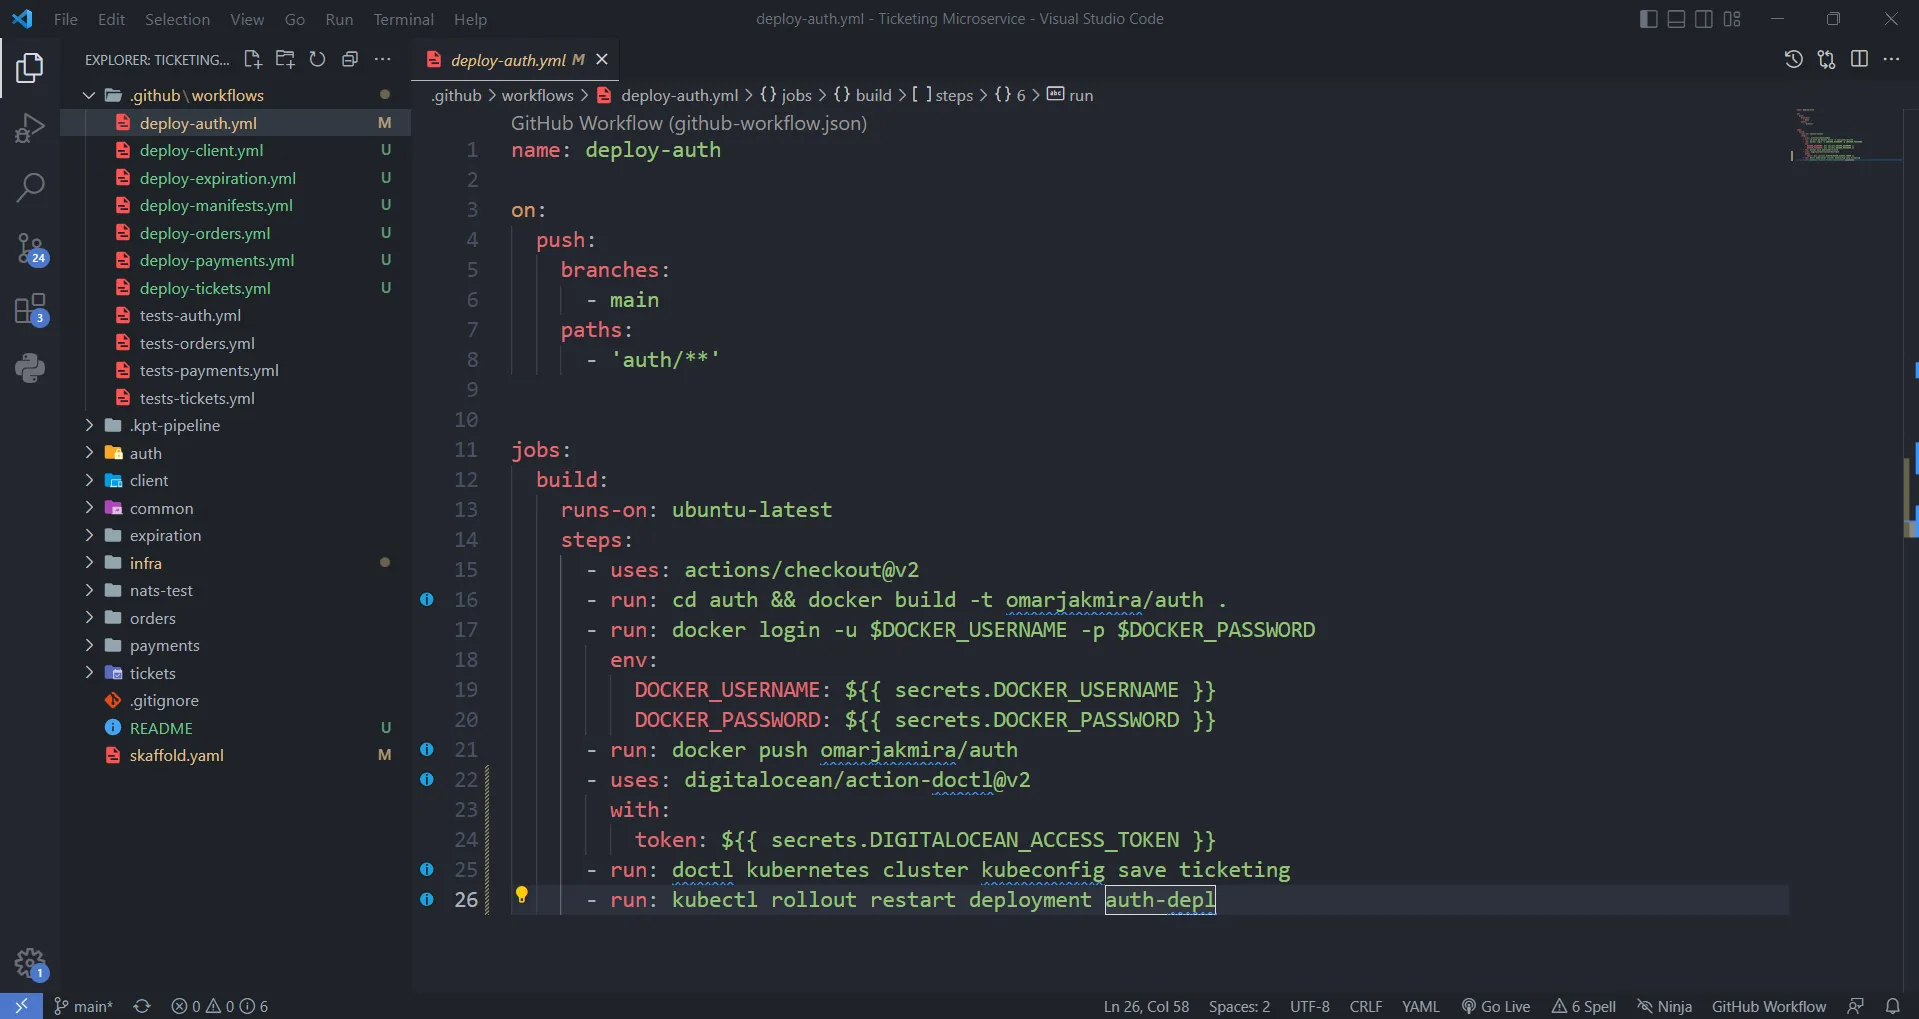 File Edit Selection View Go Run Terminal Help
deploy-auth.yml - Ticketing Microservice - Visual Studio Code
EXPLORER: TICKETING...
.github\workflows
deploy-auth.yml M
deploy-client.yml U
deploy-expiration.yml U
deploy-manifests.yml U
deploy-orders.yml U
deploy-payments.yml U
deploy-tickets.yml U
tests-auth.yml
tests-orders.yml
tests-payments.yml
tests-tickets.yml
.kpt-pipeline
auth
client
common
expiration
infra
nats-test
orders
payments
tickets
.gitignore
README U
skaffold.yaml M
24
3
1
deploy-auth.yml M
.github > workflows > deploy-auth.yml > {} jobs > {} build > [ ] steps > {} 6 > abc run
GitHub Workflow (github-workflow.json)
1 name: deploy-auth
2
3 on:
4 push:
5 branches:
6 - main
7 paths:
8 - 'auth/**'
9
10
11 jobs:
12 build:
13 runs-on: ubuntu-latest
14 steps:
15 - uses: actions/checkout@v2
16 - run: cd auth && docker build -t omarjakmira/auth .
17 - run: docker login -u $DOCKER_USERNAME -p $DOCKER_PASSWORD
18 env:
19 DOCKER_USERNAME: ${{ secrets.DOCKER_USERNAME }}
20 DOCKER_PASSWORD: ${{ secrets.DOCKER_PASSWORD }}
21 - run: docker push omarjakmira/auth
22 - uses: digitalocean/action-doctl@v2
23 with:
24 token: ${{ secrets.DIGITALOCEAN_ACCESS_TOKEN }}
25 - run: doctl kubernetes cluster kubeconfig save ticketing
26 - run: kubectl rollout restart deployment auth-depl
main* 0 0 6
Ln 26, Col 58 Spaces: 2 UTF-8 CRLF YAML Go Live 6 Spell Ninja GitHub Workflow